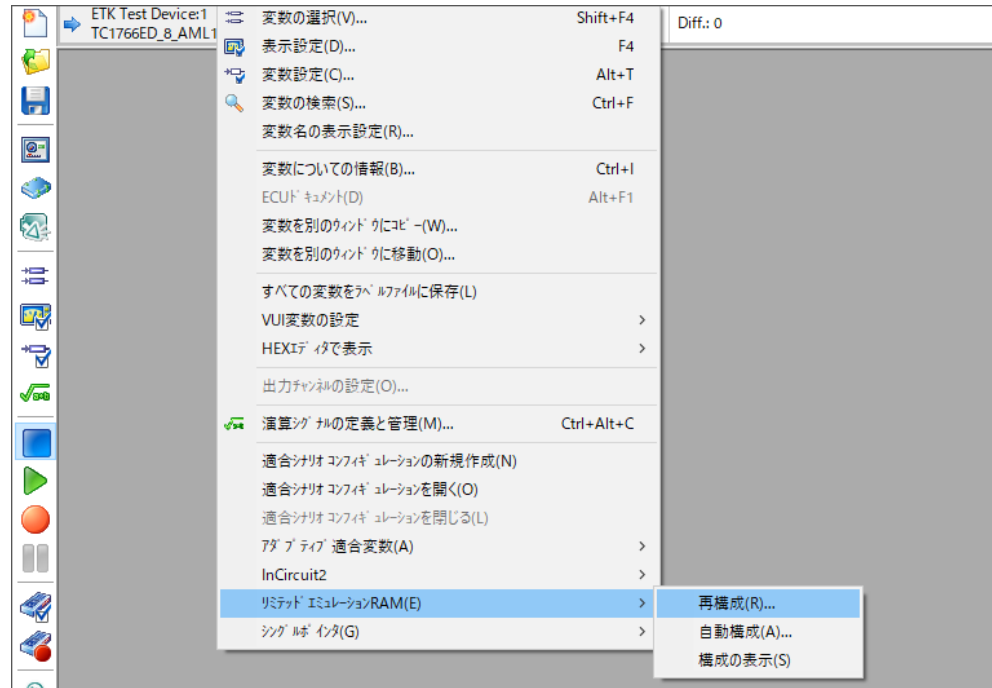 ETK Test Device:1
TC1766ED_8_AML1
Diff.: 0
変数の選択(V)... Shift+F4
表示設定(D)... F4
変数設定(C)... Alt+T
変数の検索(S)... Ctrl+F
変数名の表示設定(R)...
変数についての情報(B)... Ctrl+I
ECUﾄﾞｷｭﾒﾝﾄ(D) Alt+F1
変数を別のｳｨﾝﾄﾞｳにｺﾋﾟｰ(W)...
変数を別のｳｨﾝﾄﾞｳに移動(O)...
すべての変数をﾗﾍﾞﾙﾌｧｲﾙに保存(L)
VUI変数の設定
HEXｴﾃﾞｨﾀで表示
出力ﾁｬﾝﾈﾙの設定(O)...
演算ｼｸﾞﾅﾙの定義と管理(M)... Ctrl+Alt+C
適合ｼﾅﾘｵ ｺﾝﾌｨｷﾞｭﾚｰｼｮﾝの新規作成(N)
適合ｼﾅﾘｵ ｺﾝﾌｨｷﾞｭﾚｰｼｮﾝを開く(O)
適合ｼﾅﾘｵ ｺﾝﾌｨｷﾞｭﾚｰｼｮﾝを閉じる(L)
ｱﾀﾞﾌﾟﾃｨﾌﾞ適合変数(A)
InCircuit2
ﾘﾐﾃｯﾄﾞｴﾐｭﾚｰｼｮﾝRAM(E)
ｼﾝｸﾞﾙﾎﾟｲﾝﾀ(G)
再構成(R)...
自動構成(A)...
構成の表示(S)